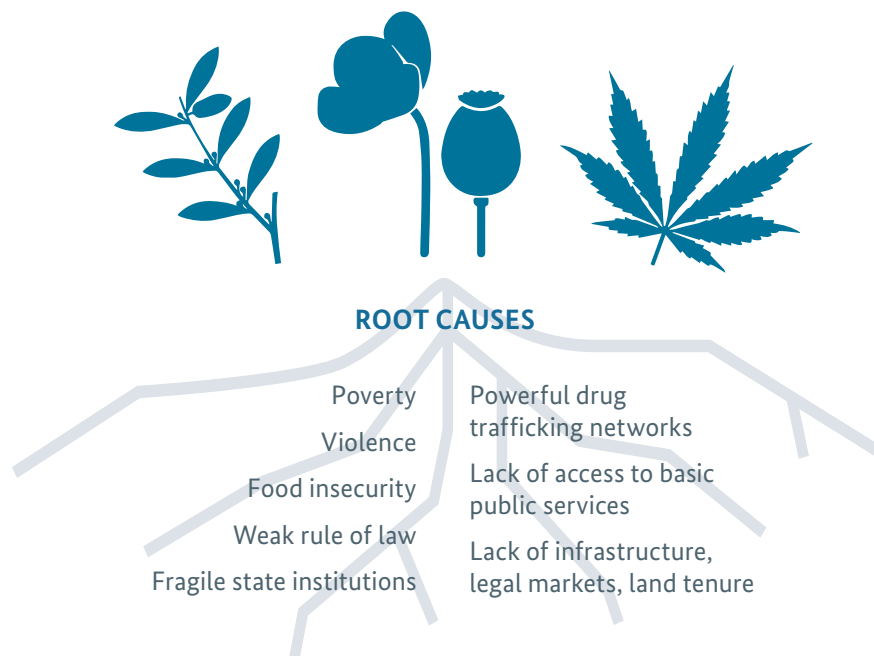 ROOT CAUSES
Poverty
Violence
Food insecurity
Weak rule of law
Fragile state institutions
Powerful drug
trafficking networks
Lack of access to basic
public services
Lack of infrastructure,
legal markets, land tenure